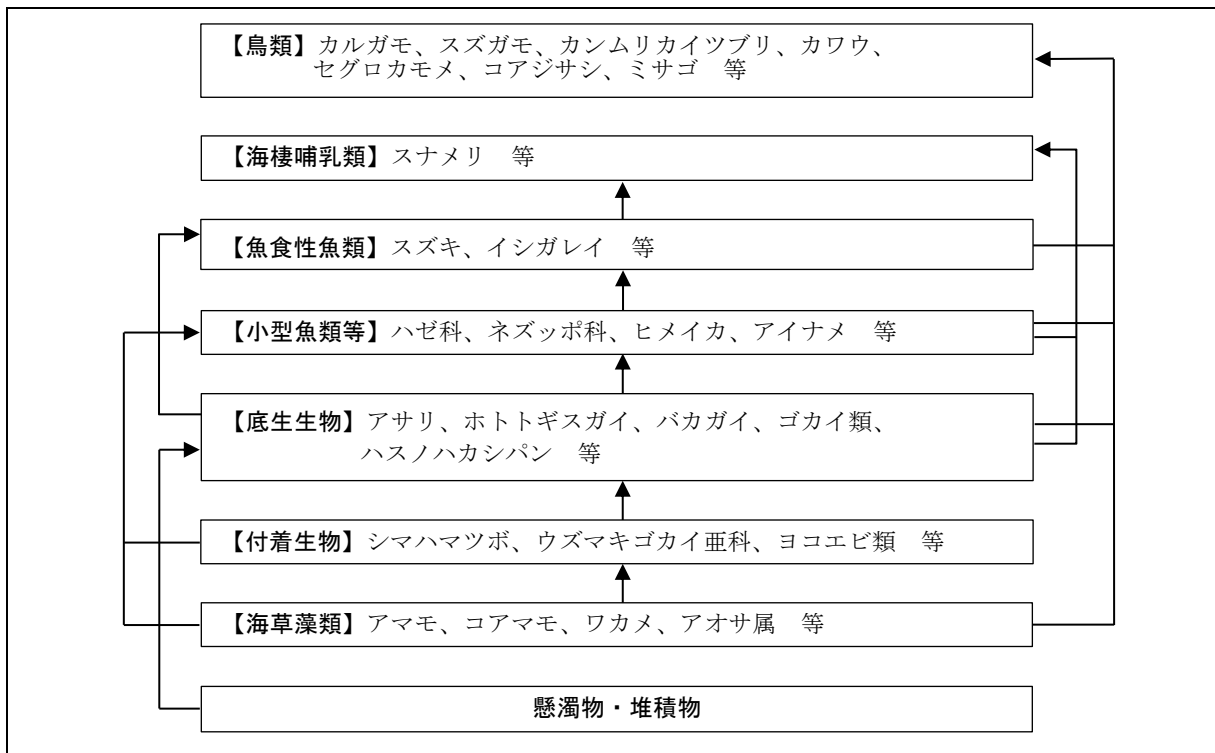 【鳥類】カルガモ、スズガモ、カンムリカイツブリ、カワウ、
セグロカモメ、コアジサシ、ミサゴ　等
【海棲哺乳類】スナメリ　等
【魚食性魚類】スズキ、イシガレイ　等
【小型魚類等】ハゼ科、ネズッポ科、ヒメイカ、アイナメ　等
【底生生物】アサリ、ホトトギスガイ、バカガイ、ゴカイ類、
ハスノハカシパン　等
【付着生物】シマハマツボ、ウズマキゴカイ亜科、ヨコエビ類　等
【海草藻類】アマモ、コアマモ、ワカメ、アオサ属　等
懸濁物・堆積物